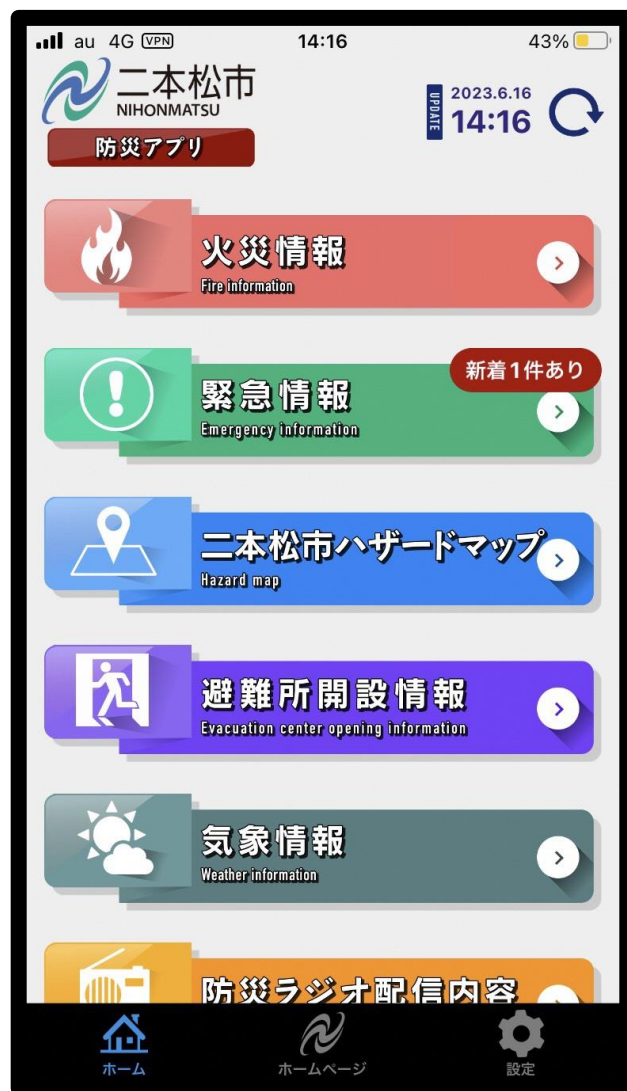 au 4G VPN 14:16 43%
二本松市
NIHONMATSU
防災アプリ
UPDATE
2023.6.16
14:16
火災情報
Fire information
新着1件あり
緊急情報
Emergency information
二本松市ハザードマップ
Hazard map
避難所開設情報
Evacuation center opening information
気象情報
Weather information
防災ラジオ配信内容
ホーム ホームページ 設定